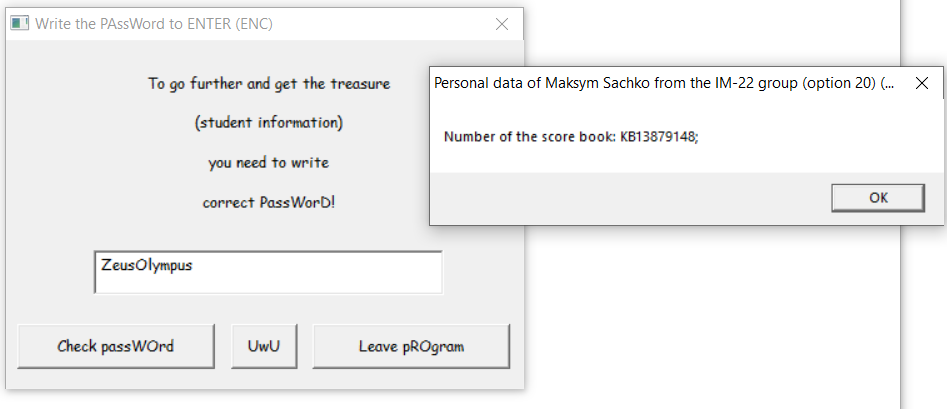 Write the PAssWord to ENTER (ENC)
To go further and get the treasure
(student information)
you need to write
correct PassWorD!
ZeusOlympus
Check passWOrd
UwU
Leave pROgram
Personal data of Maksym Sachko from the IM-22 group (option 20) (...
Number of the score book: KB13879148;
OK